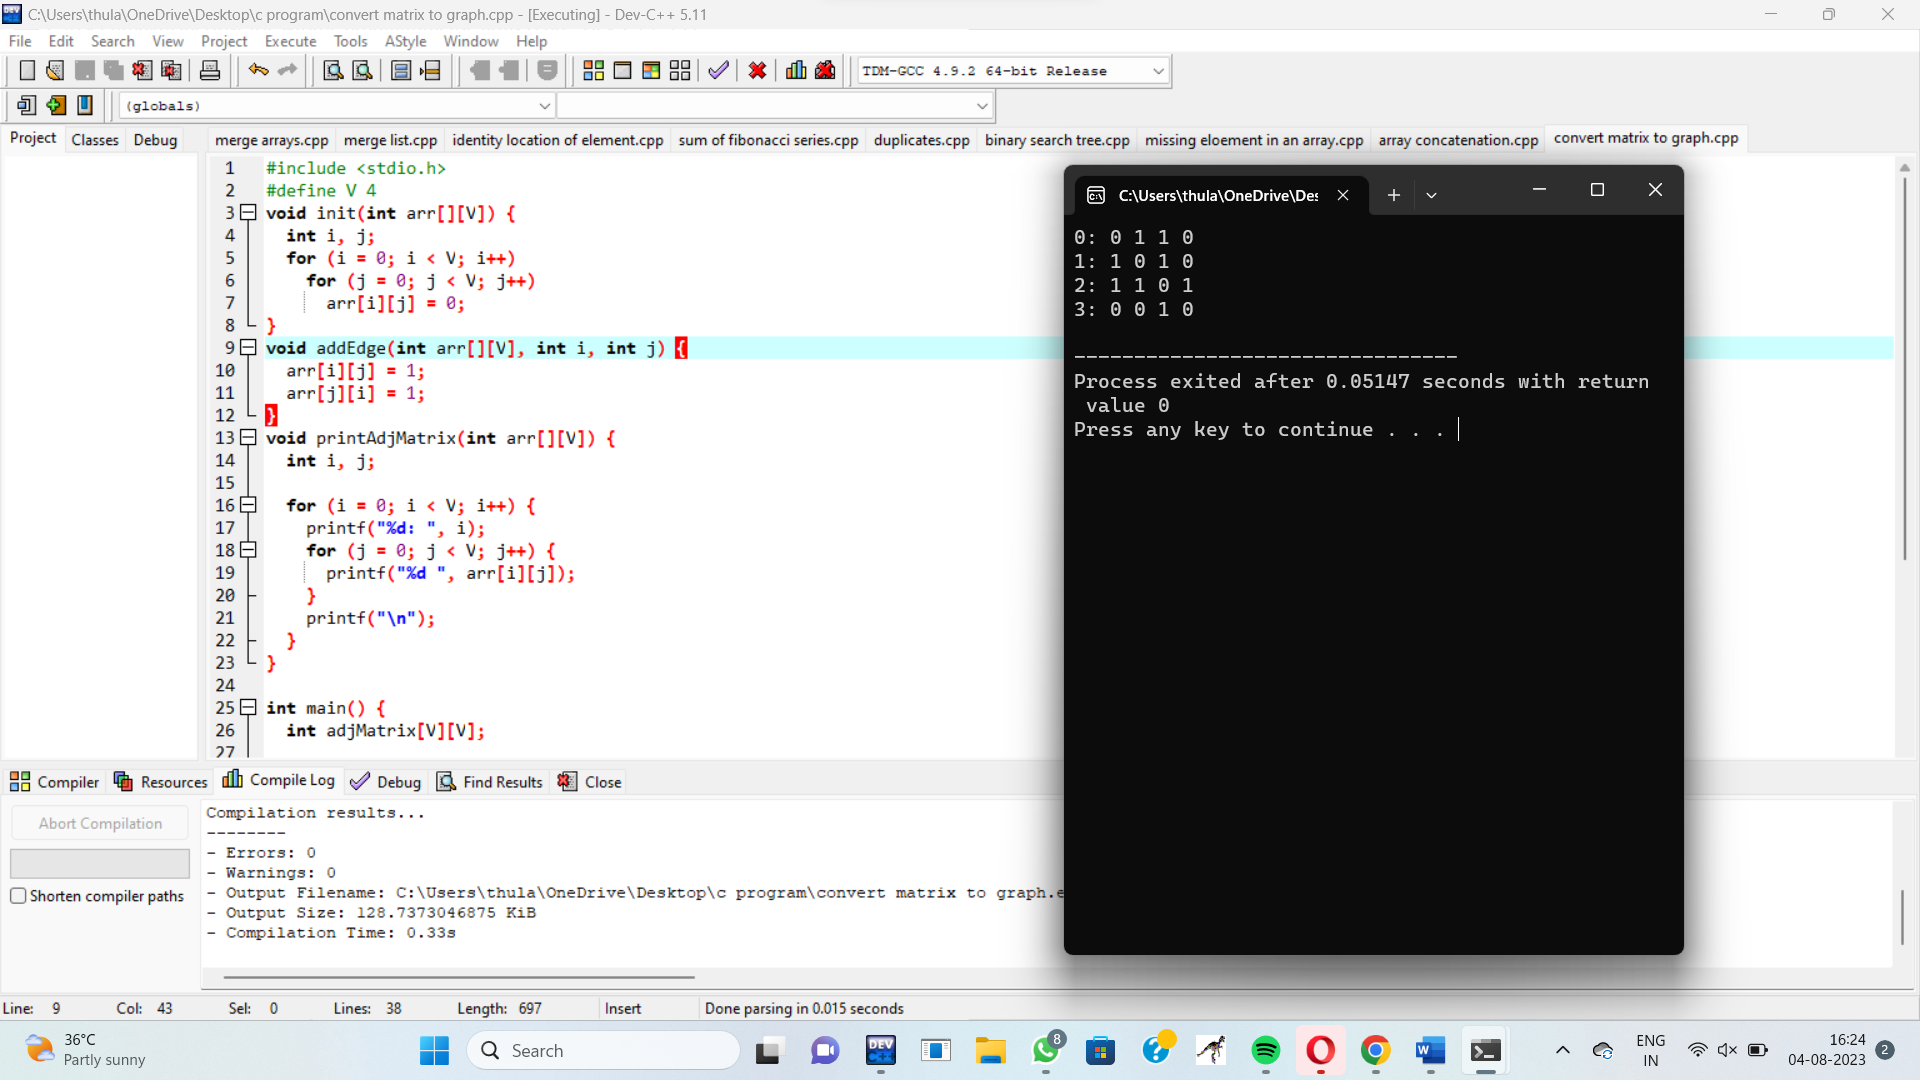 C:\Users\thula\OneDrive\Desktop\c program\convert matrix to graph.cpp - [Executing] - Dev-C++ 5.11
File Edit Search View Project Execute Tools AStyle Window Help
TDM-GCC 4.9.2 64-bit Release
(globals)
Project Classes Debug
merge arrays.cpp merge list.cpp identity location of element.cpp sum of fibonacci series.cpp duplicates.cpp binary search tree.cpp missing eloement in an array.cpp array concatenation.cpp convert matrix to graph.cpp
1 #include <stdio.h>
2 #define V 4
3 void init(int arr[][V]) {
4 int i, j;
5 for (i = 0; i < V; i++)
6 for (j = 0; j < V; j++)
7 arr[i][j] = 0;
8 }
9 void addEdge(int arr[][V], int i, int j) {
10 arr[i][j] = 1;
11 arr[j][i] = 1;
12 }
13 void printAdjMatrix(int arr[][V]) {
14 int i, j;
15
16 for (i = 0; i < V; i++) {
17 printf("%d: ", i);
18 for (j = 0; j < V; j++) {
19 printf("%d ", arr[i][j]);
20 }
21 printf("\n");
22 }
23 }
24
25 int main() {
26 int adjMatrix[V][V];
27
C:\Users\thula\OneDrive\Des
0: 0 1 1 0
1: 1 0 1 0
2: 1 1 0 1
3: 0 0 1 0
--------------------------------
Process exited after 0.05147 seconds with return
value 0
Press any key to continue . . .
Compiler Resources Compile Log Debug Find Results Close
Abort Compilation
Shorten compiler paths
Compilation results...
--------
- Errors: 0
- Warnings: 0
- Output Filename: C:\Users\thula\OneDrive\Desktop\c program\convert matrix to graph.e
- Output Size: 128.7373046875 KiB
- Compilation Time: 0.33s
Line: 9 Col: 43 Sel: 0 Lines: 38 Length: 697 Insert Done parsing in 0.015 seconds
36°C
Partly sunny
Search
DEV
C++
8
ENG
IN
16:24
04-08-2023
2